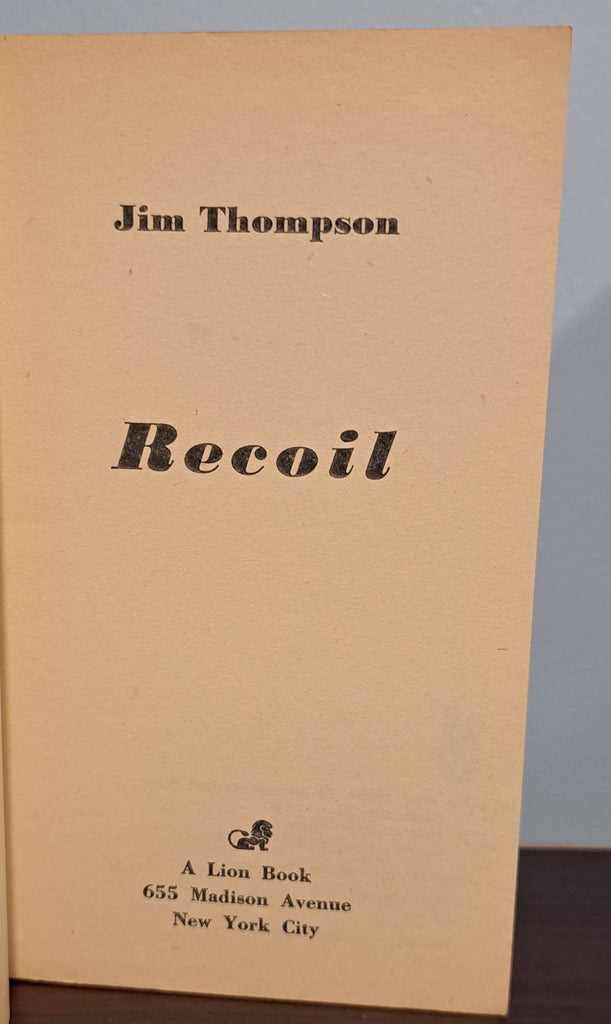 Jim Thompson
Recoil
A Lion Book
655 Madison Avenue
New York City